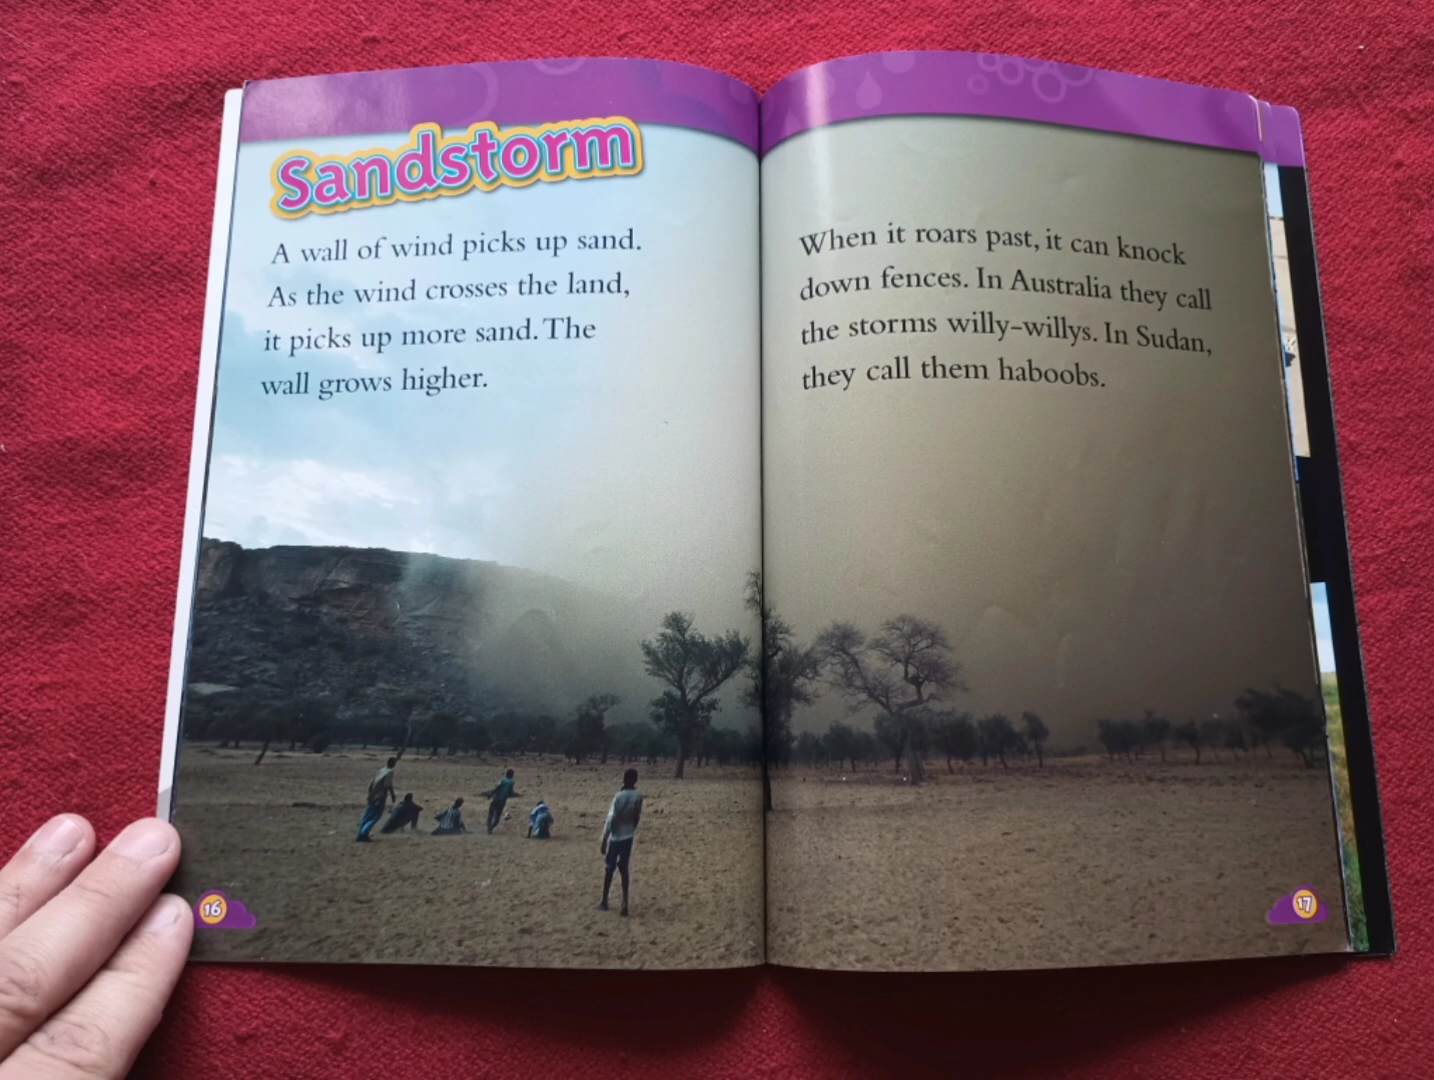 Sandstorm
A wall of wind picks up sand.
As the wind crosses the land,
it picks up more sand. The
wall grows higher.
16
When it roars past, it can knock
down fences. In Australia they call
the storms willy-willys. In Sudan,
they call them haboobs.
17